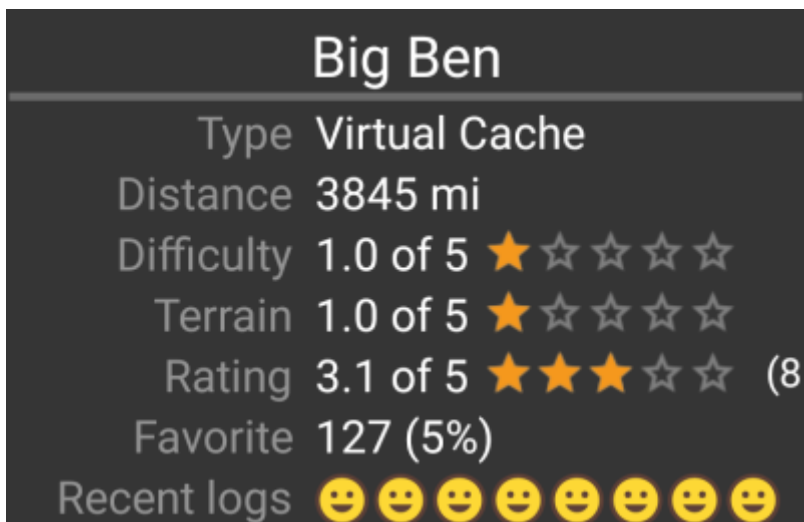 Big Ben
Type Virtual Cache
Distance 3845 mi
Difficulty 1.0 of 5
Terrain 1.0 of 5
Rating 3.1 of 5 (8
Favorite 127 (5%)
Recent logs